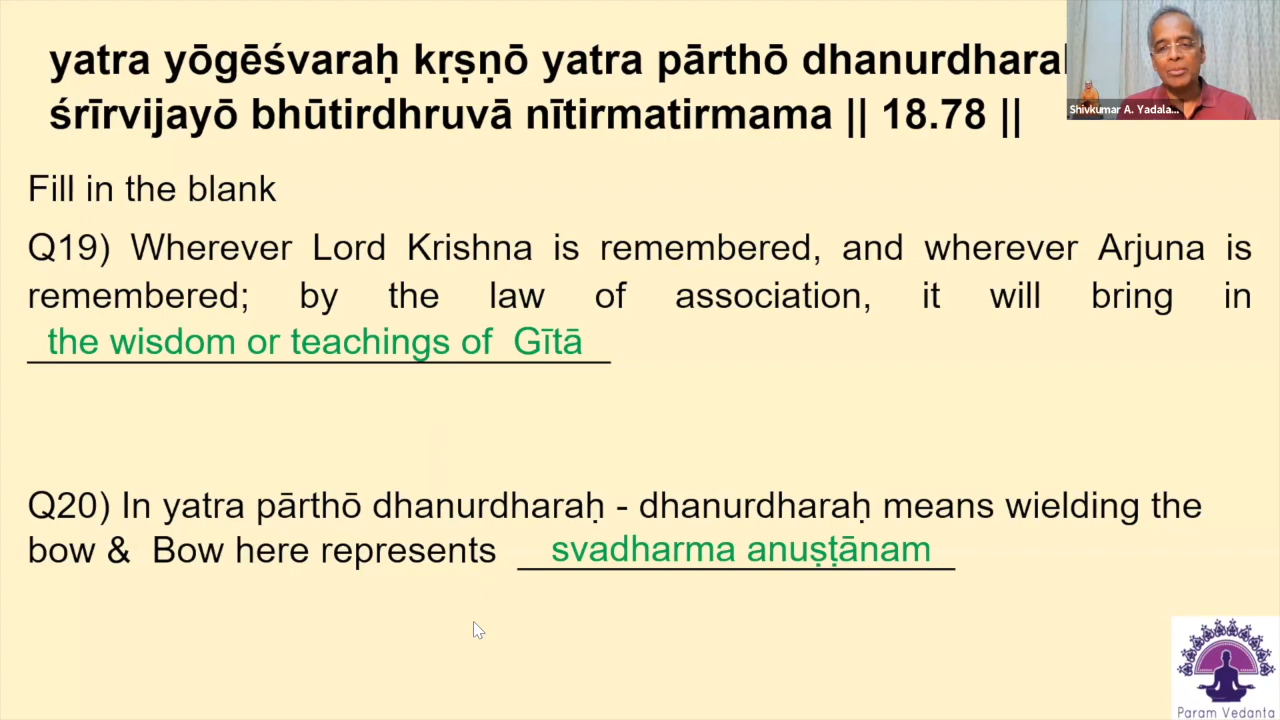 yatra yōgēśvaraḥ kṛṣṇō yatra pārthō dhanurdharaḥ
śrīrvijayō bhūtirdhruvā nītirmatirmama || 18.78 ||
Shivkumar A. Yadala...
Fill in the blank
Q19) Wherever Lord Krishna is remembered, and wherever Arjuna is
remembered; by the law of association, it will bring in
the wisdom or teachings of Gītā
Q20) In yatra pārthō dhanurdharaḥ - dhanurdharaḥ means wielding the
bow & Bow here represents svadharma anuṣṭānam
Param Vedanta